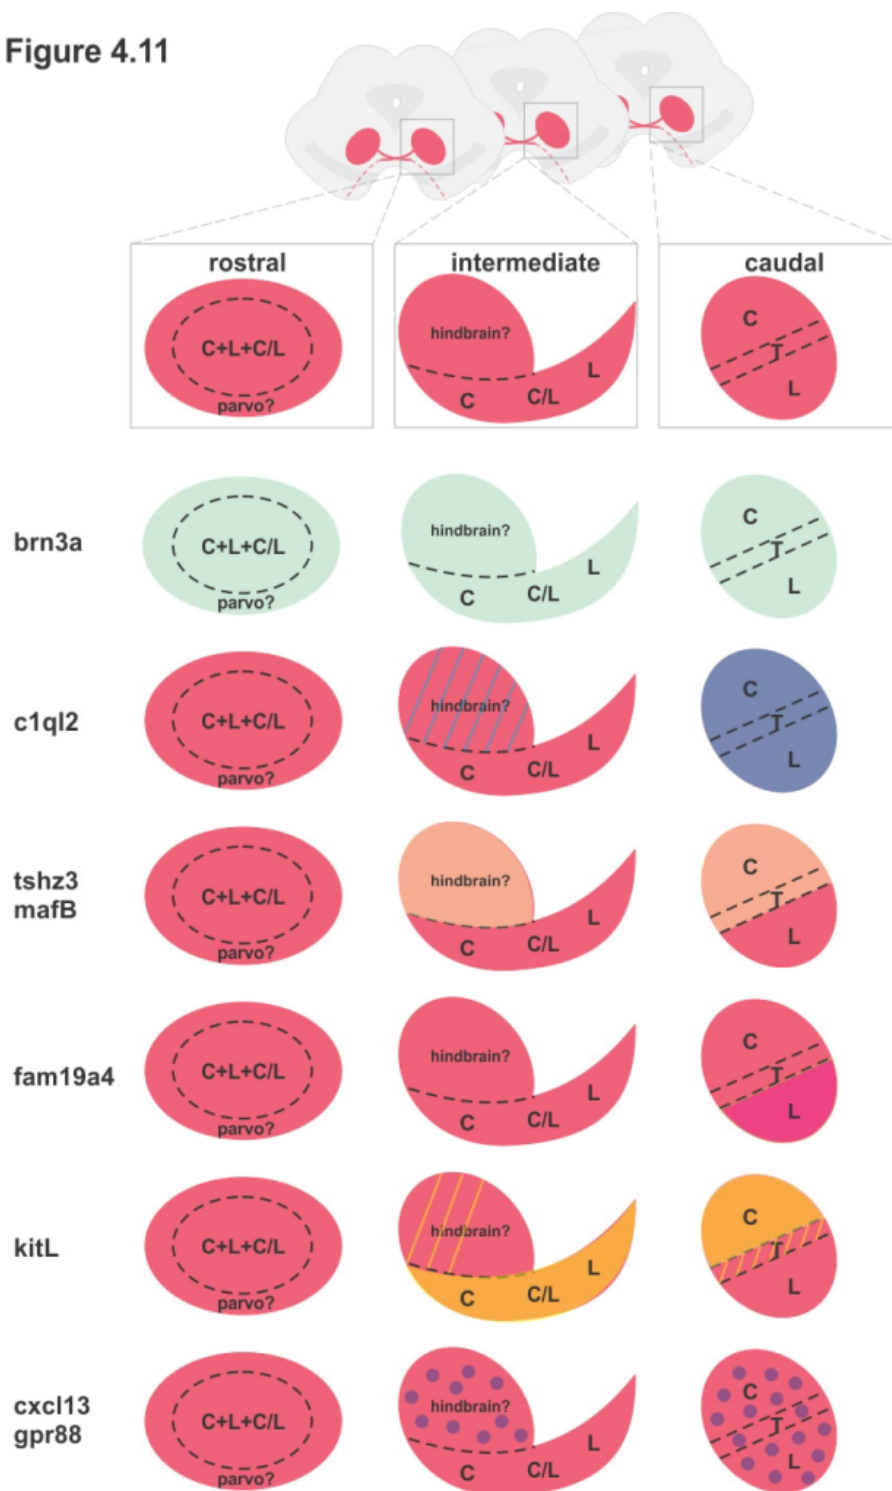 Figure 4.11
rostral
intermediate
caudal
C+L+C/L
parvo?
hindbrain?
C
C/L
L
C
T
L
brn3a
C+L+C/L
parvo?
hindbrain?
C
C/L
L
C
T
L
c1ql2
C+L+C/L
parvo?
hindbrain?
C
C/L
L
C
T
L
tshz3
mafB
C+L+C/L
parvo?
hindbrain?
C
C/L
L
C
T
L
fam19a4
C+L+C/L
parvo?
hindbrain?
C
C/L
L
C
T
L
kitL
C+L+C/L
parvo?
hindbrain?
C
C/L
L
C
T
L
cxcl13
gpr88
C+L+C/L
parvo?
hindbrain?
C
C/L
L
C
T
L